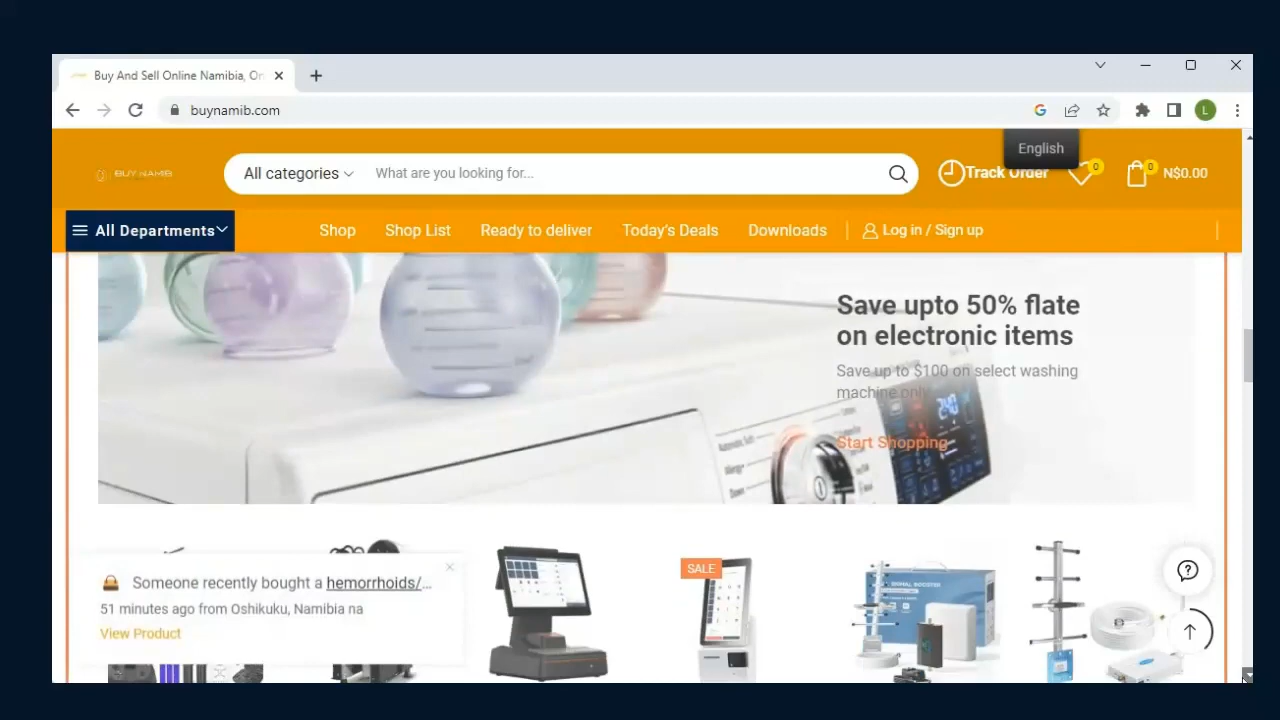 Buy And Sell Online Namibia, On
buynamib.com
L
English
BUY NAMIB
All categories
What are you looking for...
Track Order
0
0
N$0.00
All Departments
Shop
Shop List
Ready to deliver
Today's Deals
Downloads
Log in / Sign up
Save upto 50% flate
on electronic items
Save up to $100 on select washing
machine only
Start Shopping
Someone recently bought a hemorrhoids/...
51 minutes ago from Oshikuku, Namibia na
View Product
SALE